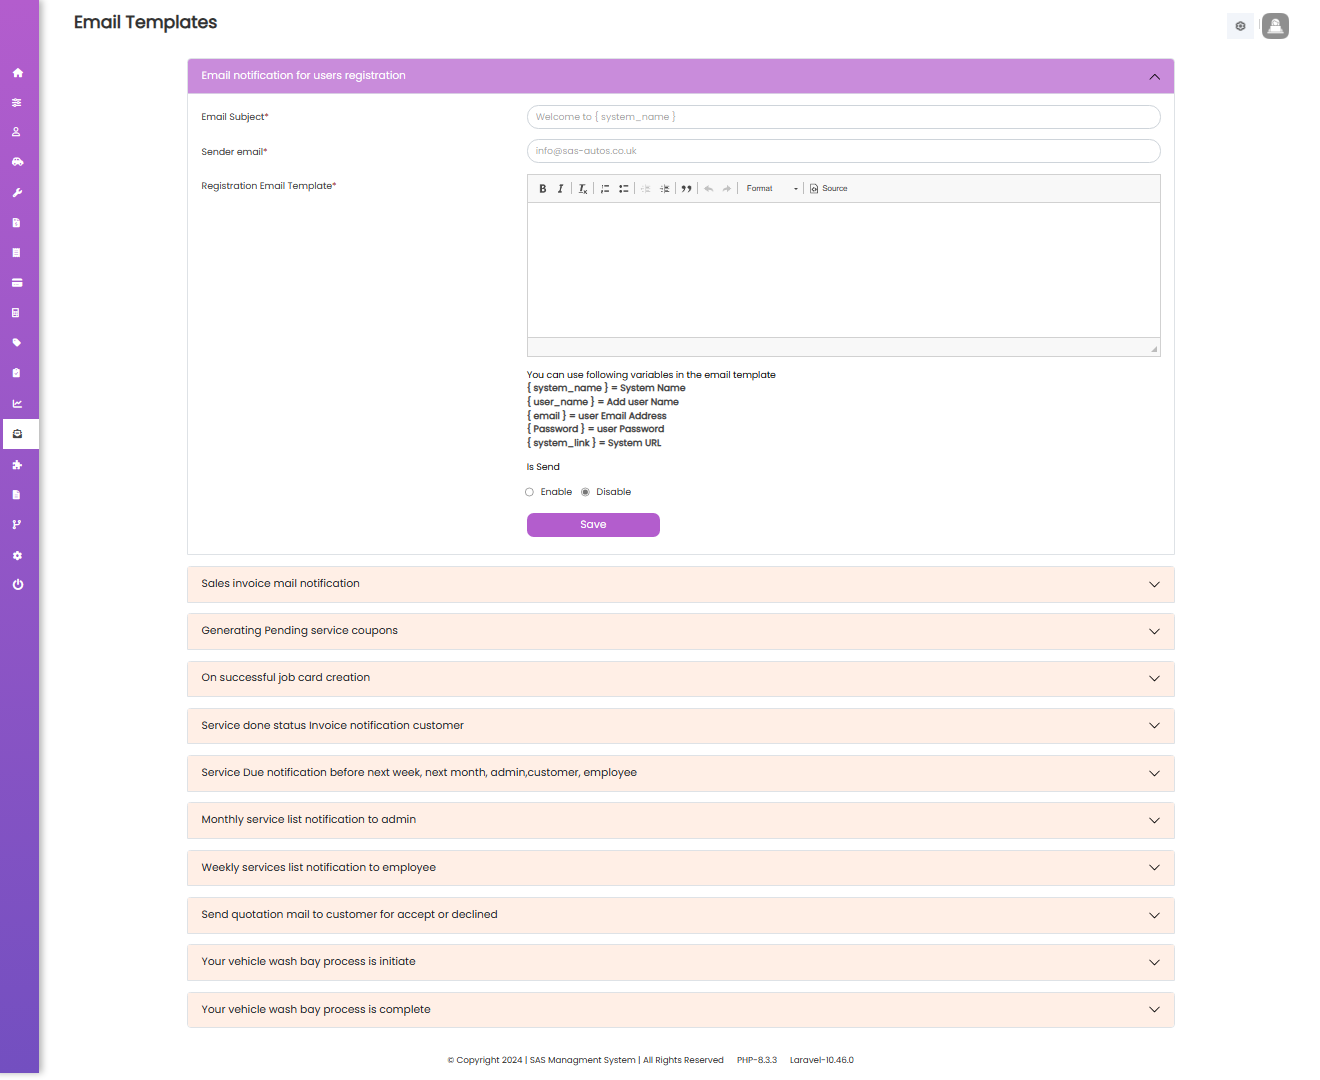 Email Templates
Email notification for users registration
Email Subject*
Welcome to { system_name }
Sender email*
info@sas-autos.co.uk
Registration Email Template*
B I Format Source
You can use following variables in the email template
{ system_name } = System Name
{ user_name } = Add user Name
{ email } = user Email Address
{ Password } = user Password
{ system_link } = System URL
Is Send
Enable Disable
Save
Sales invoice mail notification
Generating Pending service coupons
On successful job card creation
Service done status Invoice notification customer
Service Due notification before next week, next month, admin,customer, employee
Monthly service list notification to admin
Weekly services list notification to employee
Send quotation mail to customer for accept or declined
Your vehicle wash bay process is initiate
Your vehicle wash bay process is complete
© Copyright 2024 | SAS Managment System | All Rights Reserved PHP-8.3.3 Laravel-10.46.0